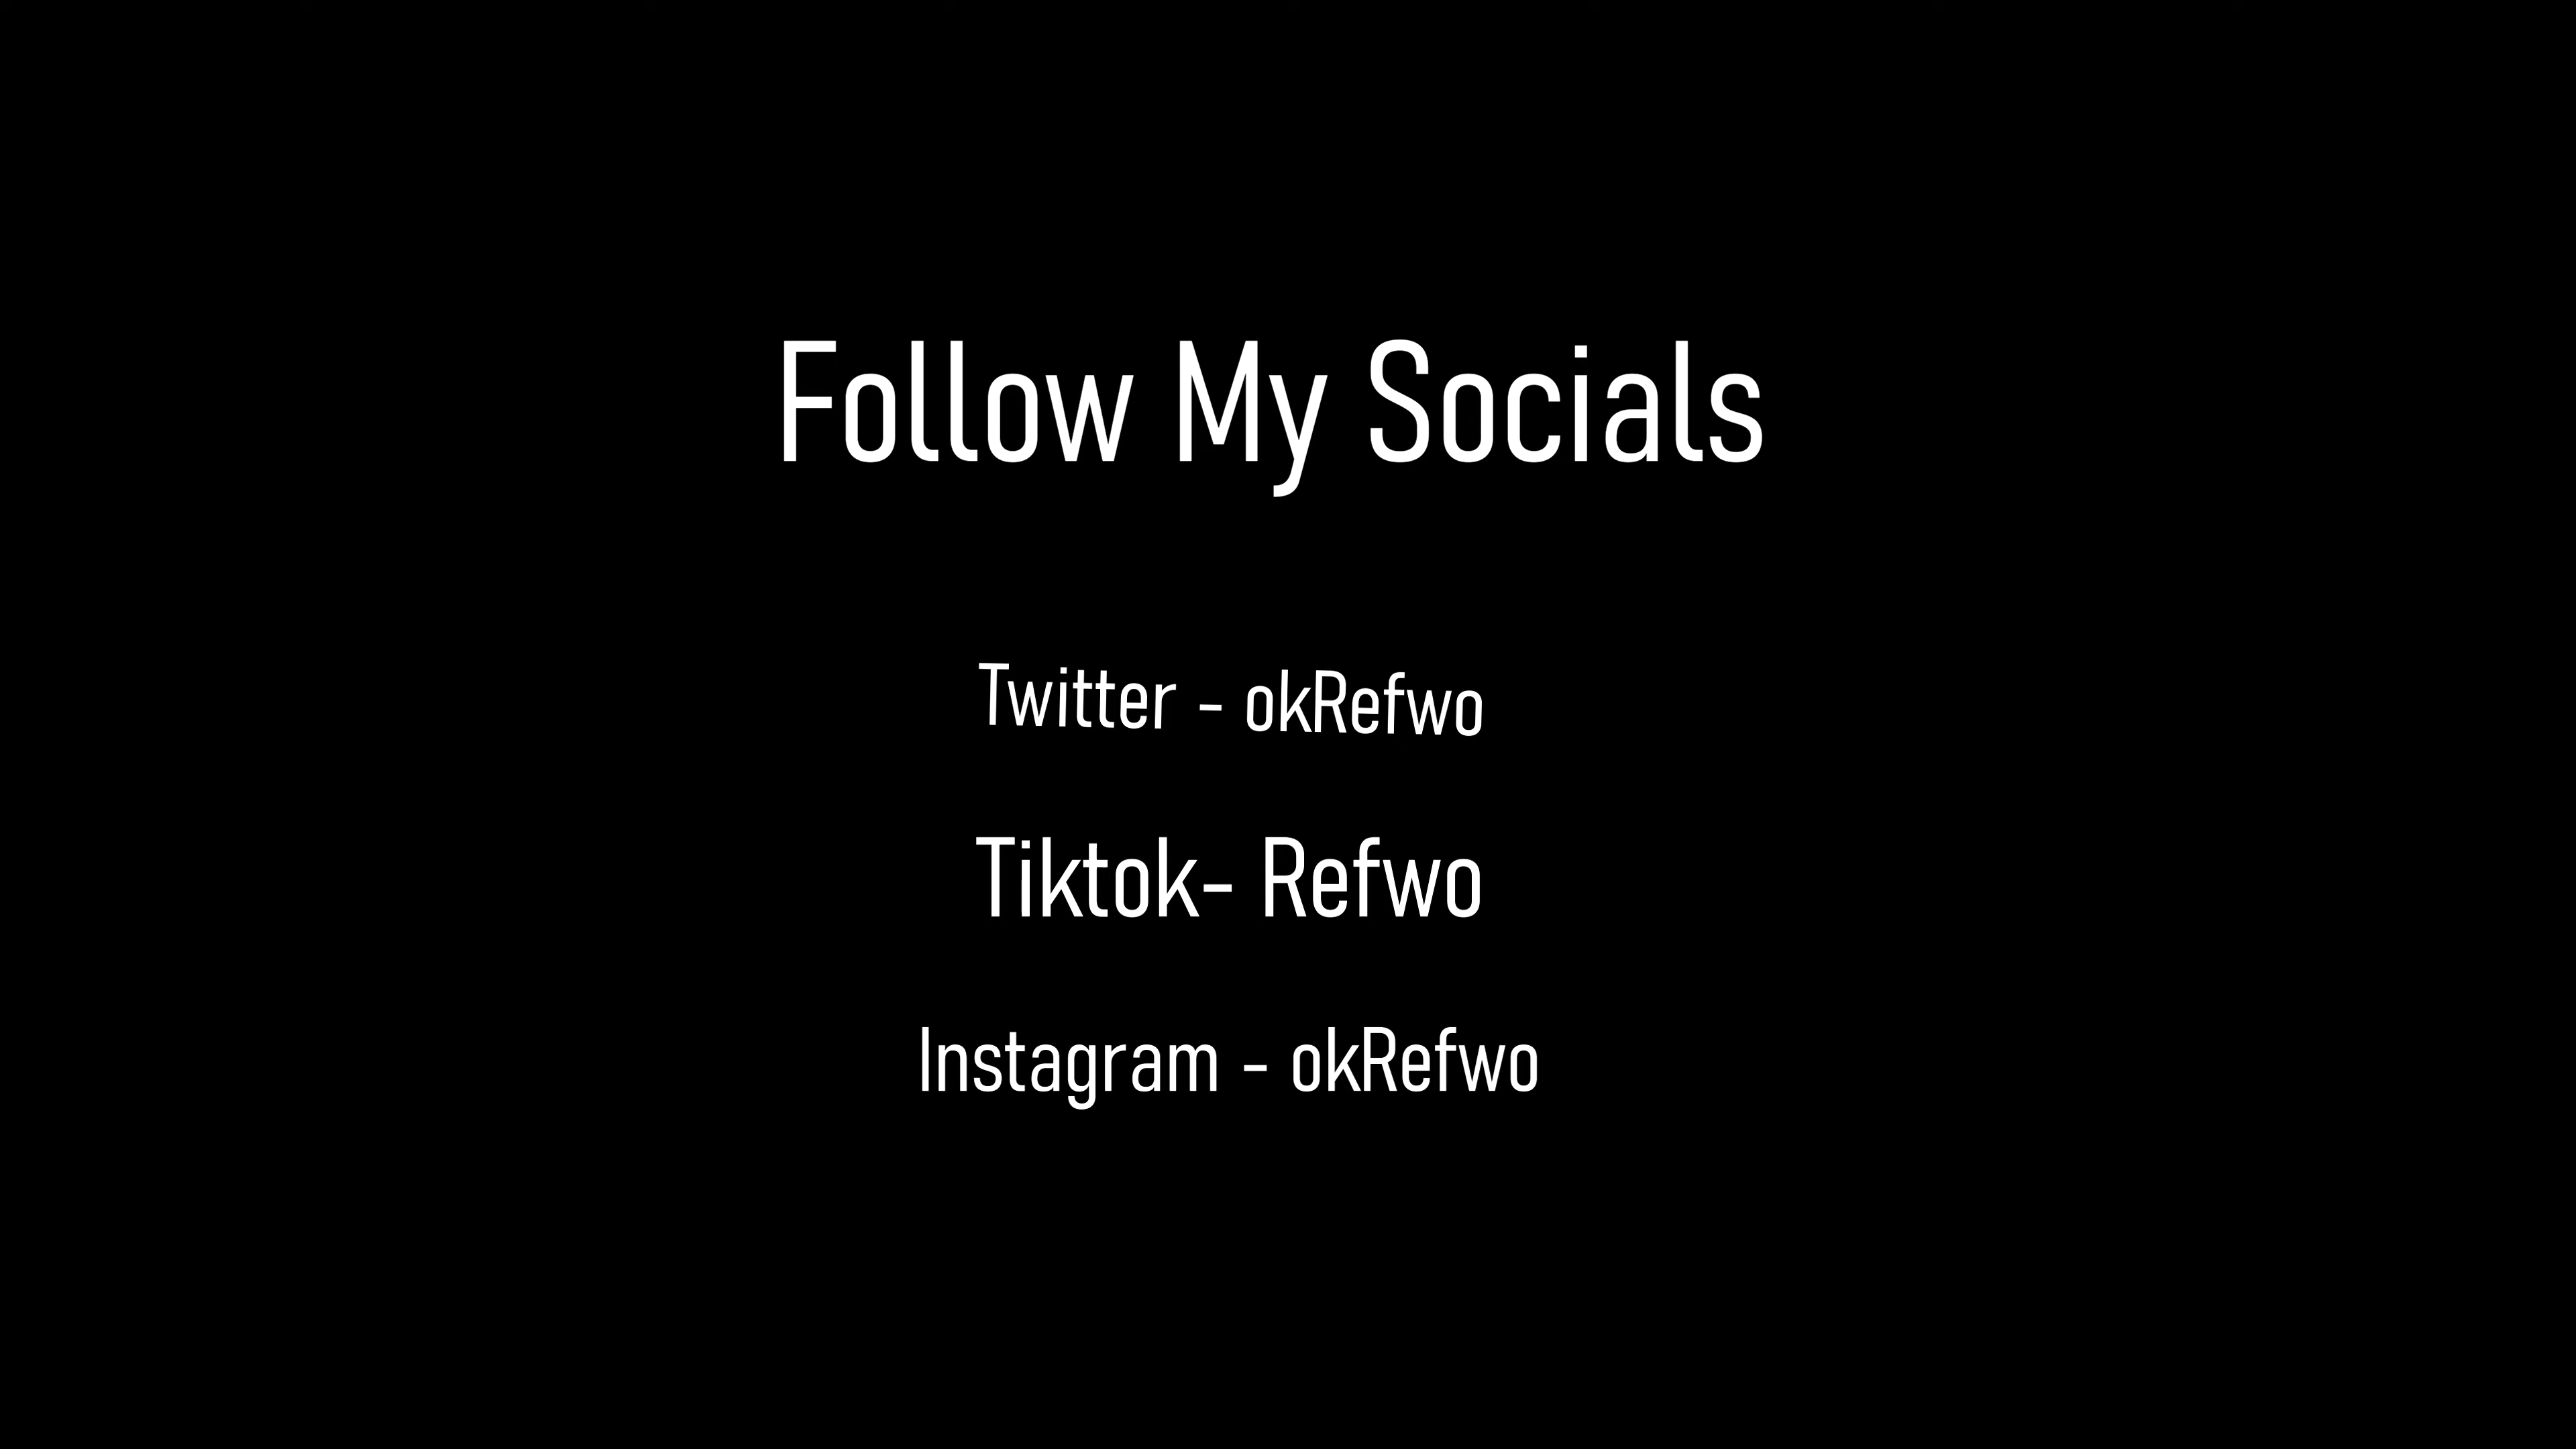 Follow My Socials
Twitter - okRefwo
Tiktok- Refwo
Instagram - okRefwo